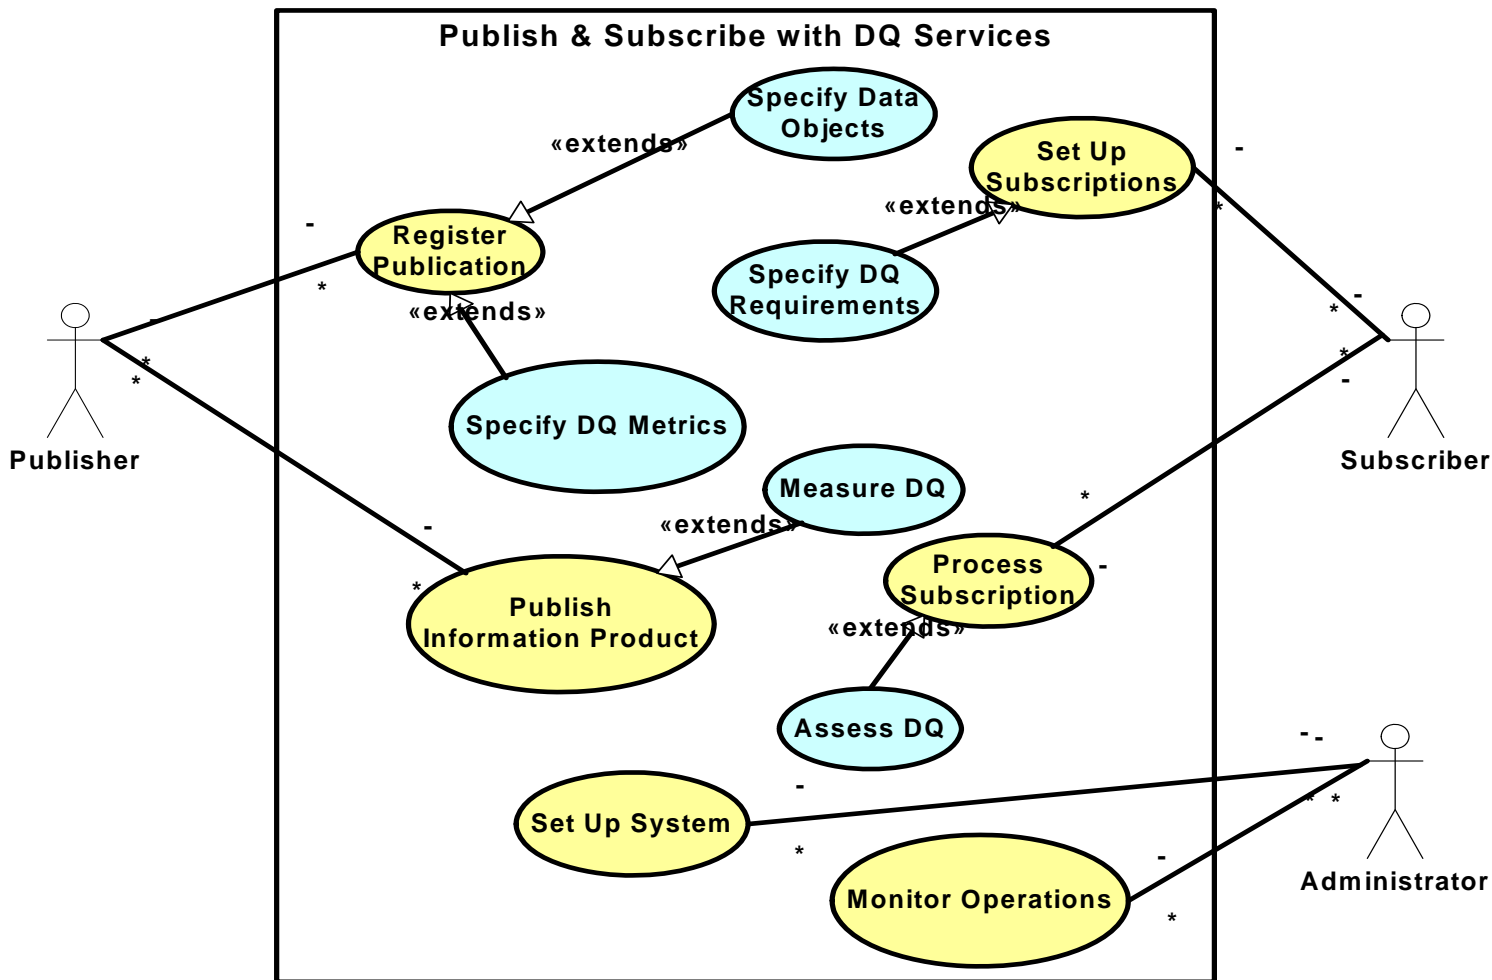 Publish & Subscribe with DQ Services
Specify Data
Objects
«extends»
Set Up
Subscriptions
-
*
«extends»
Register
Publication
-
*
Specify DQ
Requirements
«extends»
-
*
*
-
*
*
-
Publisher
Subscriber
Specify DQ Metrics
Measure DQ
«extends»
-
*
*
-
Process
Subscription
Publish
Information Product
«extends»
Assess DQ
- -
* *
Administrator
Set Up System
-
*
Monitor Operations
-
*